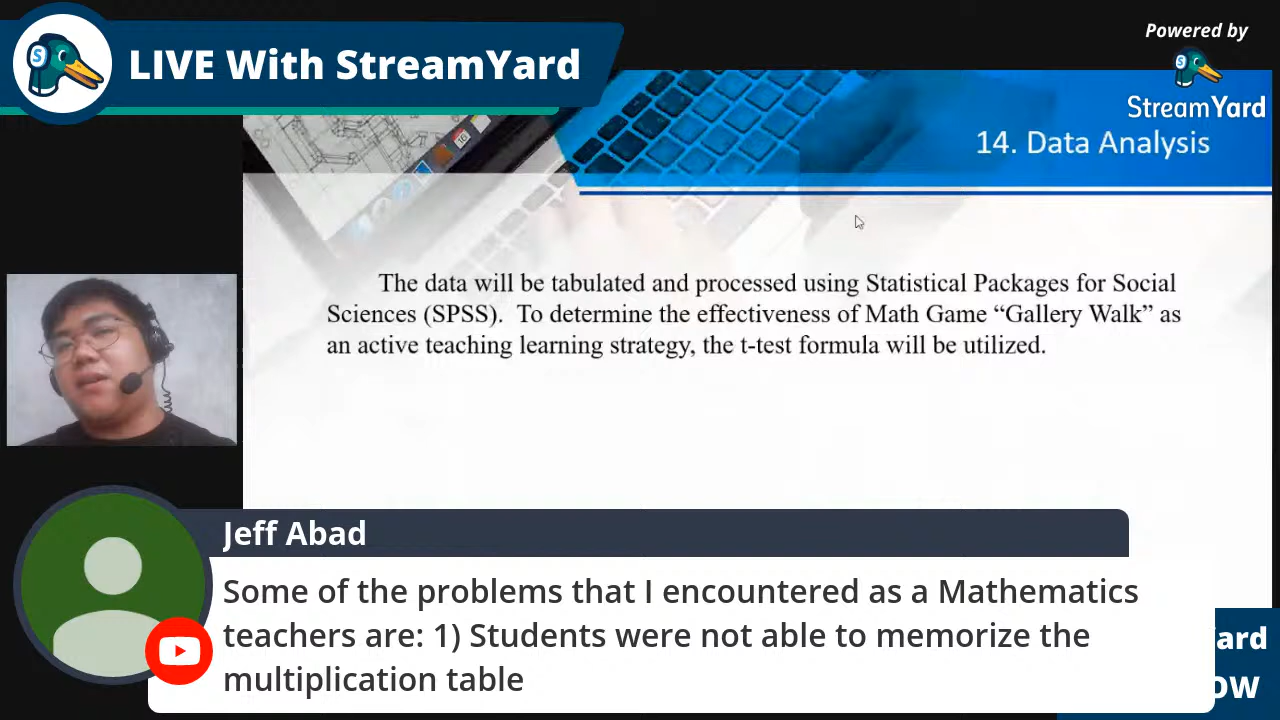 LIVE With StreamYard
Powered by
StreamYard
14. Data Analysis
The data will be tabulated and processed using Statistical Packages for Social
Sciences (SPSS). To determine the effectiveness of Math Game “Gallery Walk” as
an active teaching learning strategy, the t-test formula will be utilized.
Jeff Abad
Some of the problems that I encountered as a Mathematics
teachers are: 1) Students were not able to memorize the
multiplication table